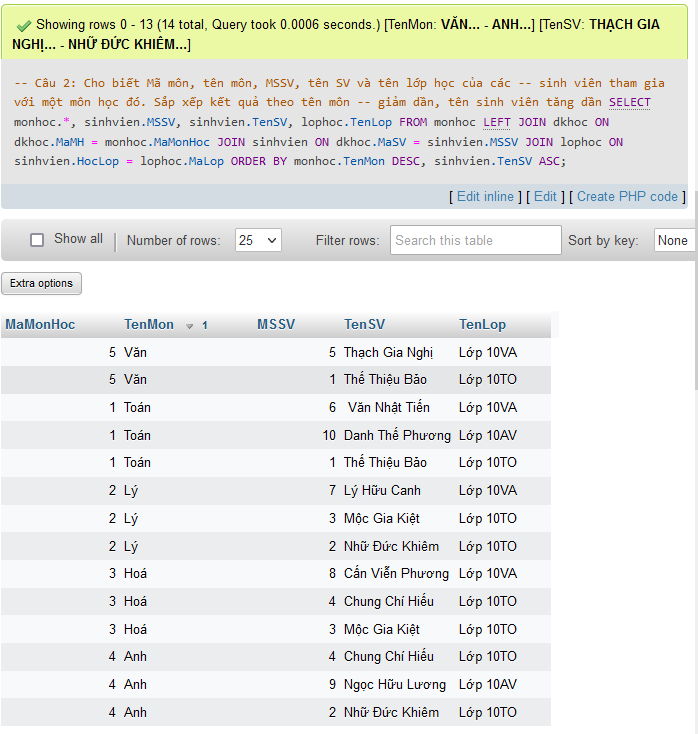 Showing rows 0 - 13 (14 total, Query took 0.0006 seconds.) [TenMon: VĂN... - ANH...] [TenSV: THẠCH GIA
NGHỊ... - NHỮ ĐỨC KHIÊM...]
-- Câu 2: Cho biết Mã môn, tên môn, MSSV, tên SV và tên lớp học của các -- sinh viên tham gia
với một môn học đó. Sắp xếp kết quả theo tên môn -- giảm dần, tên sinh viên tăng dần SELECT
monhoc.*, sinhvien.MSSV, sinhvien.TenSV, lophoc.TenLop FROM monhoc LEFT JOIN dkhoc ON
dkhoc.MaMH = monhoc.MaMonHoc JOIN sinhvien ON dkhoc.MaSV = sinhvien.MSSV JOIN lophoc ON
sinhvien.HocLop = lophoc.MaLop ORDER BY monhoc.TenMon DESC, sinhvien.TenSV ASC;
[ Edit inline ] [ Edit ] [ Create PHP code ]
Show all | Number of rows: 25 Filter rows: Search this table Sort by key: None
Extra options
MaMonHoc TenMon 1 MSSV TenSV TenLop
5 Văn 5 Thạch Gia Nghị Lớp 10VA
5 Văn 1 Thế Thiệu Bảo Lớp 10TO
1 Toán 6 Văn Nhật Tiến Lớp 10VA
1 Toán 10 Danh Thế Phương Lớp 10AV
1 Toán 1 Thế Thiệu Bảo Lớp 10TO
2 Lý 7 Lý Hữu Canh Lớp 10VA
2 Lý 3 Mộc Gia Kiệt Lớp 10TO
2 Lý 2 Nhữ Đức Khiêm Lớp 10TO
3 Hoá 8 Cấn Viễn Phương Lớp 10VA
3 Hoá 4 Chung Chí Hiếu Lớp 10TO
3 Hoá 3 Mộc Gia Kiệt Lớp 10TO
4 Anh 4 Chung Chí Hiếu Lớp 10TO
4 Anh 9 Ngọc Hữu Lương Lớp 10AV
4 Anh 2 Nhữ Đức Khiêm Lớp 10TO